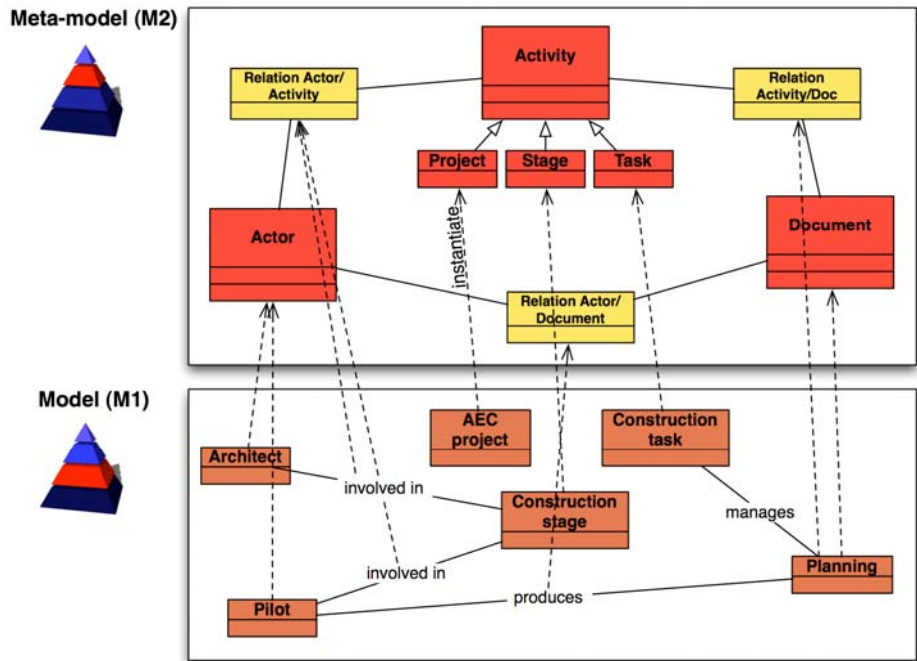 Meta-model (M2)
Activity
Relation Actor/
Activity
Relation
Activity/Doc
Project
Stage
Task
Actor
instantiate
Document
Relation Actor/
Document
Model (M1)
AEC
project
Construction
task
Architect
involved in
Construction
stage
manages
involved in
Planning
produces
Pilot